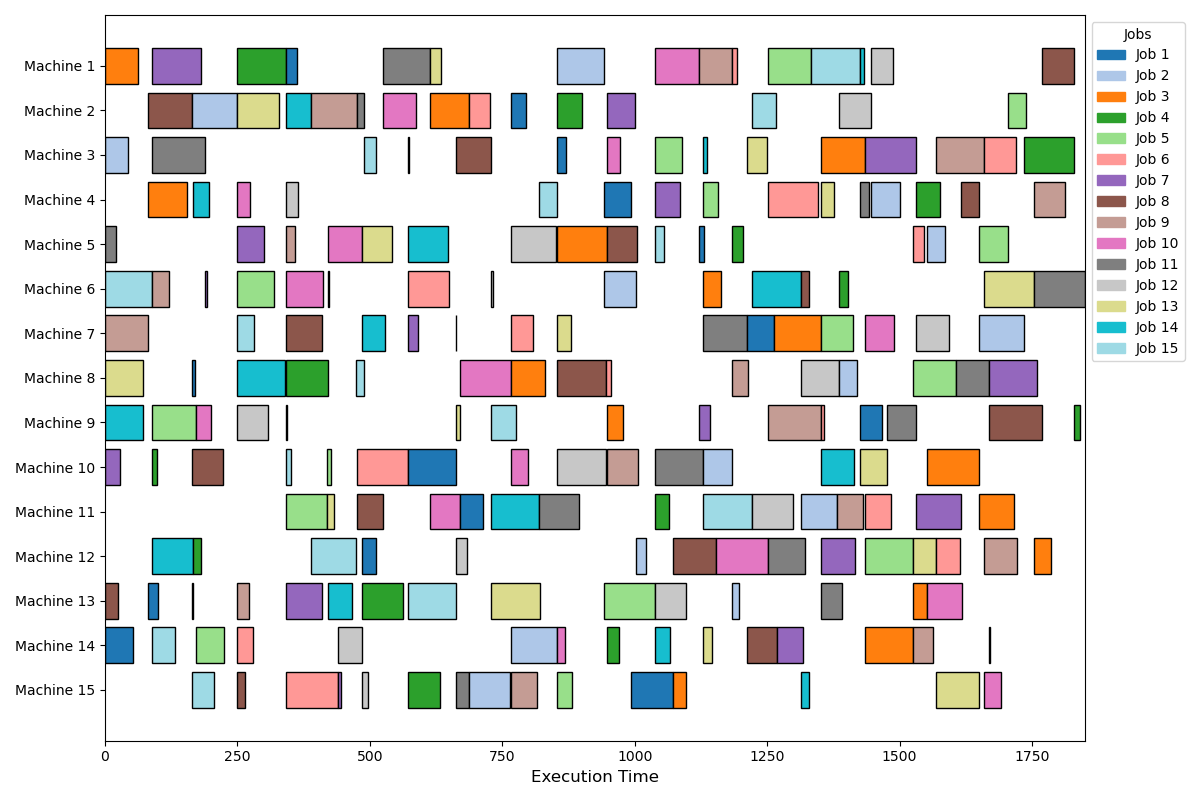 Machine 1
Machine 2
Machine 3
Machine 4
Machine 5
Machine 6
Machine 7
Machine 8
Machine 9
Machine 10
Machine 11
Machine 12
Machine 13
Machine 14
Machine 15
0 250 500 750 1000 1250 1500 1750
Execution Time
Jobs
Job 1
Job 2
Job 3
Job 4
Job 5
Job 6
Job 7
Job 8
Job 9
Job 10
Job 11
Job 12
Job 13
Job 14
Job 15